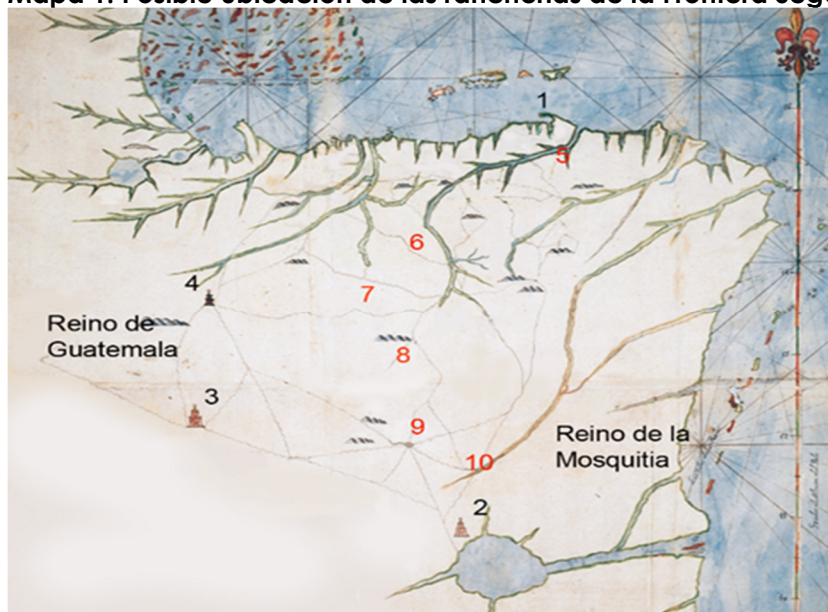 Mapa 1. Posible ubicación de las rancherías de la frontera
1
5
6
4
7
Reino de
Guatemala
8
3
9
Reino de la
Mosquitia
10
2